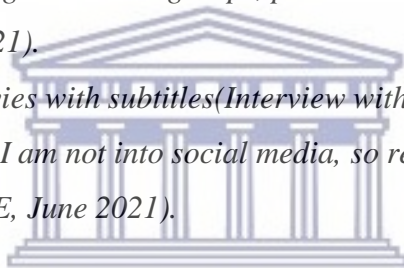 21).
ies with subtitles(Interview with
I am not into social media, so re
E, June 2021).